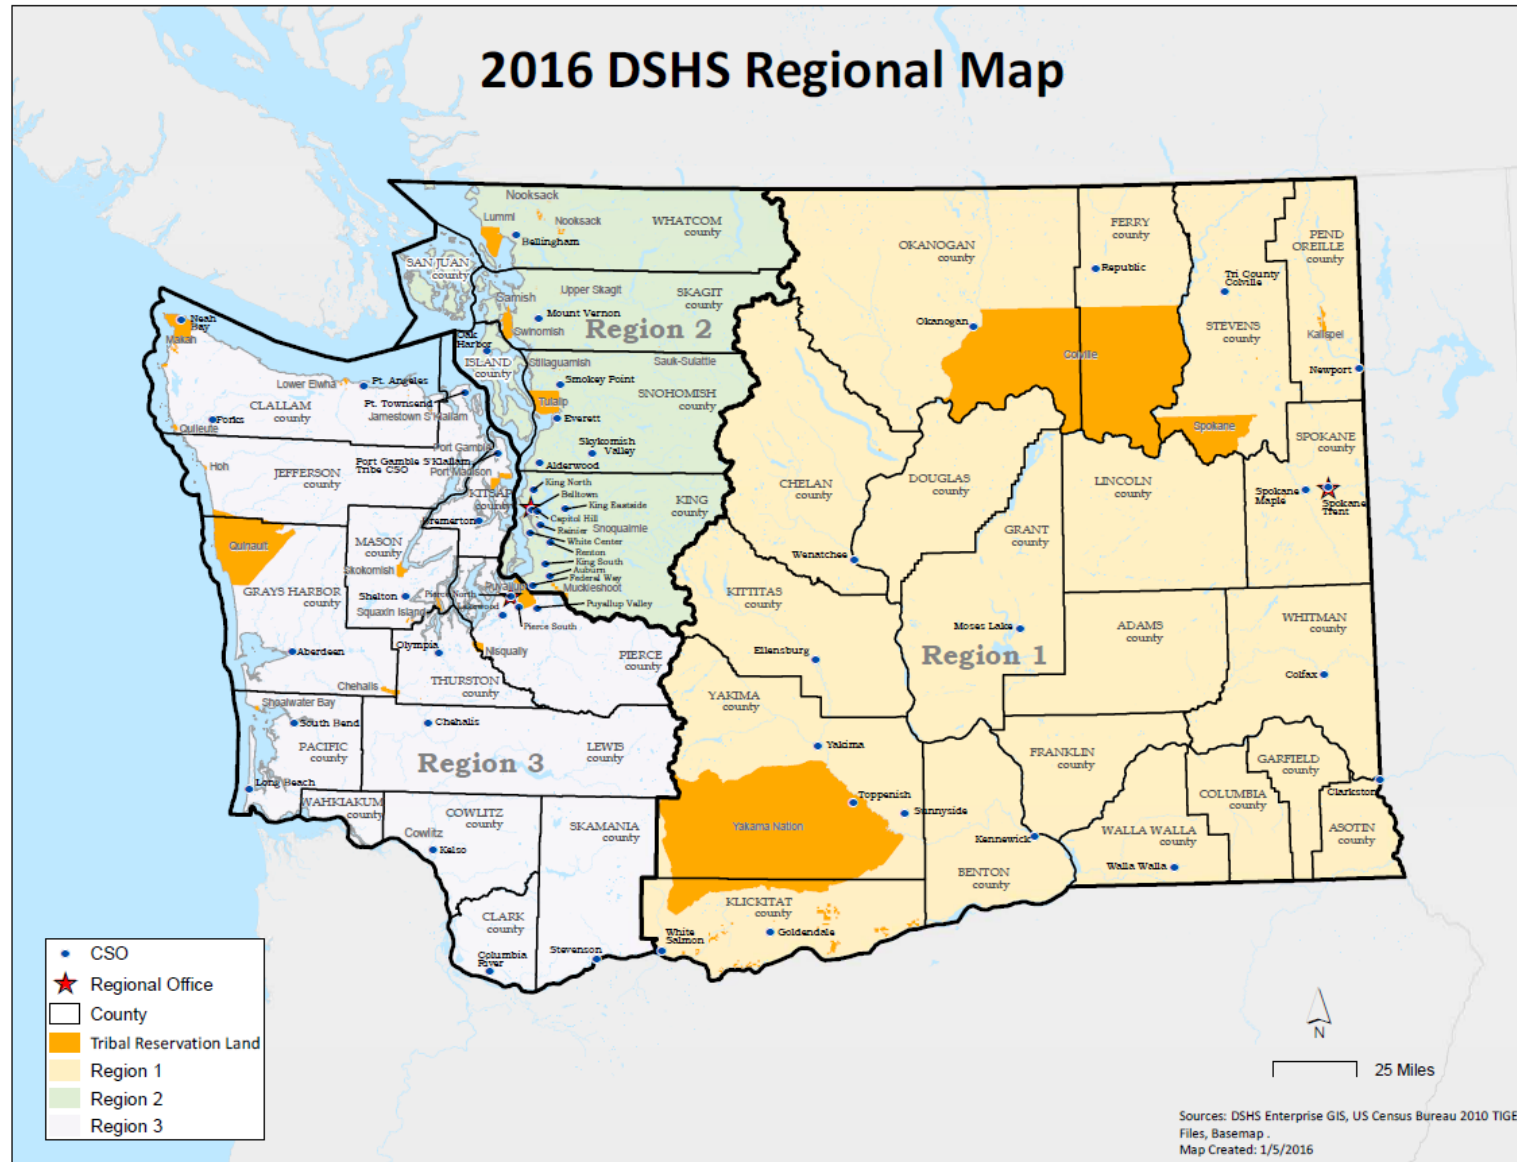 2016 DSHS Regional Map
Nooksack
Lummi
Nooksack
Bellingham
WHATCOM
county
SAN JUAN
county
Samish
Upper Skagit
SKAGIT
county
Mount Vernon
Region 2
Swinomish
Oak
Harbor
ISLAND
county
Stillaguamish
Sauk-Suiattle
Smokey Point
SNOHOMISH
county
Tulalip
Everett
Skykomish
Valley
Alderwood
King North
Belltown
King Eastside
KING
county
Capitol Hill
Rainier
Snoqualmie
White Center
Renton
King South
Auburn
Federal Way
Muckleshoot
Neah
Bay
Makah
Lower Elwha
Pt. Angeles
CLALLAM
county
Pt. Townsend
Jamestown S'Klallam
Forks
Quileute
Port Gamble
Port Gamble S'Klallam
Tribe CSO
Port Madison
Hoh
JEFFERSON
county
KITSAP
county
Bremerton
Quinault
MASON
county
Skokomish
GRAYS HARBOR
county
Shelton
Squaxin Island
Puyallup
Pierce North
Lakewood
Puyallup Valley
Pierce South
Olympia
Nisqually
PIERCE
county
Aberdeen
THURSTON
county
Chehalis
Shoalwater Bay
South Bend
Chehalis
PACIFIC
county
Region 3
LEWIS
county
Long Beach
WAHKIAKUM
county
COWLITZ
county
Cowlitz
Kelso
SKAMANIA
county
CLARK
county
Columbia
River
Stevenson
OKANOGAN
county
FERRY
county
Republic
PEND
OREILLE
county
Tri County
Colville
STEVENS
county
Kalispel
Okanogan
Colville
Newport
Spokane
SPOKANE
county
CHELAN
county
DOUGLAS
county
LINCOLN
county
Spokane
Maple
Spokane
Trent
GRANT
county
Wenatchee
KITTITAS
county
Moses Lake
ADAMS
county
WHITMAN
county
Ellensburg
Region 1
Colfax
YAKIMA
county
Yakima
FRANKLIN
county
GARFIELD
county
Toppenish
Sunnyside
Yakama Nation
COLUMBIA
county
Clarkston
Kennewick
WALLA WALLA
county
ASOTIN
county
Walla Walla
BENTON
county
KLICKITAT
county
White
Salmon
Goldendale
CSO
Regional Office
County
Tribal Reservation Land
Region 1
Region 2
Region 3
N
25 Miles
Sources: DSHS Enterprise GIS, US Census Bureau 2010 TIGE
Files, Basemap .
Map Created: 1/5/2016